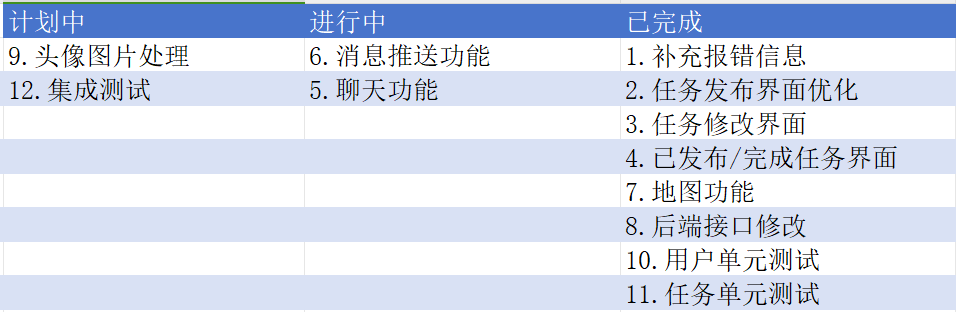 计划中 进行中 已完成
9.头像图片处理 6.消息推送功能 1.补充报错信息
12.集成测试 5.聊天功能 2.任务发布界面优化
3.任务修改界面
4.已发布/完成任务界面
7.地图功能
8.后端接口修改
10.用户单元测试
11.任务单元测试